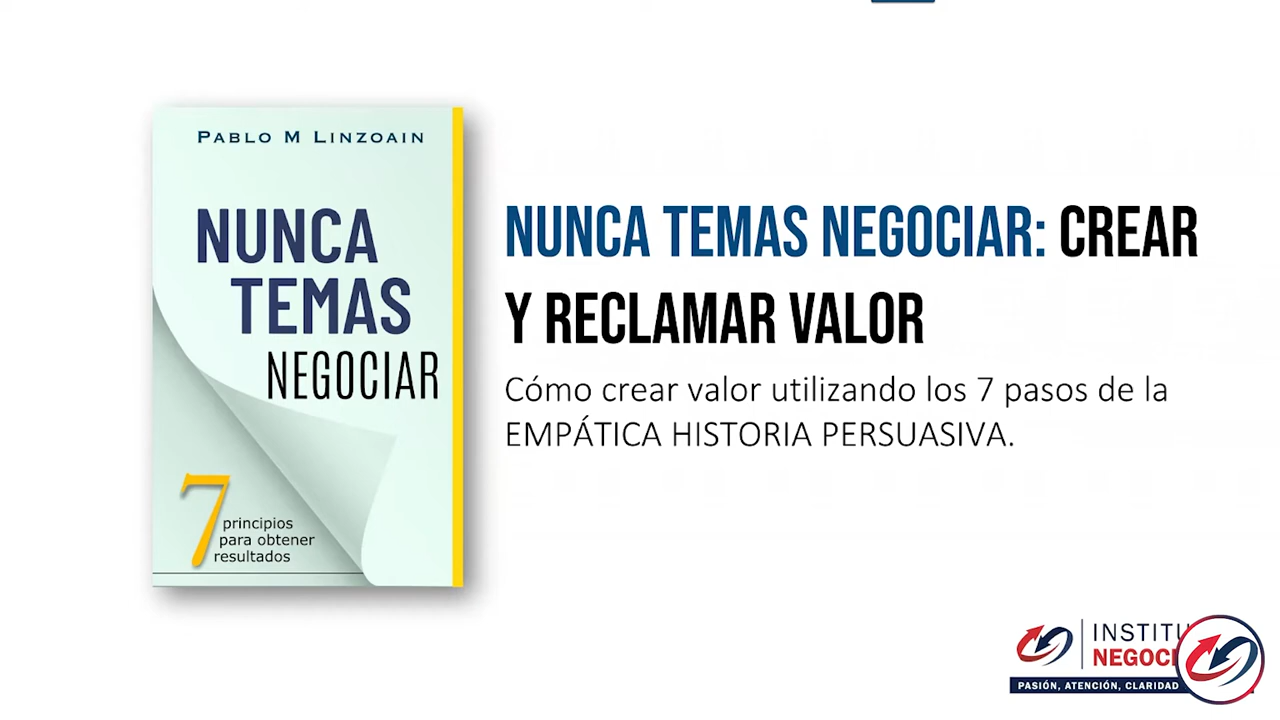 PABLO M LINZOAIN
NUNCA
TEMAS
NEGOCIAR
7
principios
para obtener
resultados
NUNCA TEMAS NEGOCIAR: CREAR
Y RECLAMAR VALOR
Cómo crear valor utilizando los 7 pasos de la
EMPÁTICA HISTORIA PERSUASIVA.
PASIÓN, ATENCIÓN, CLARIDAD